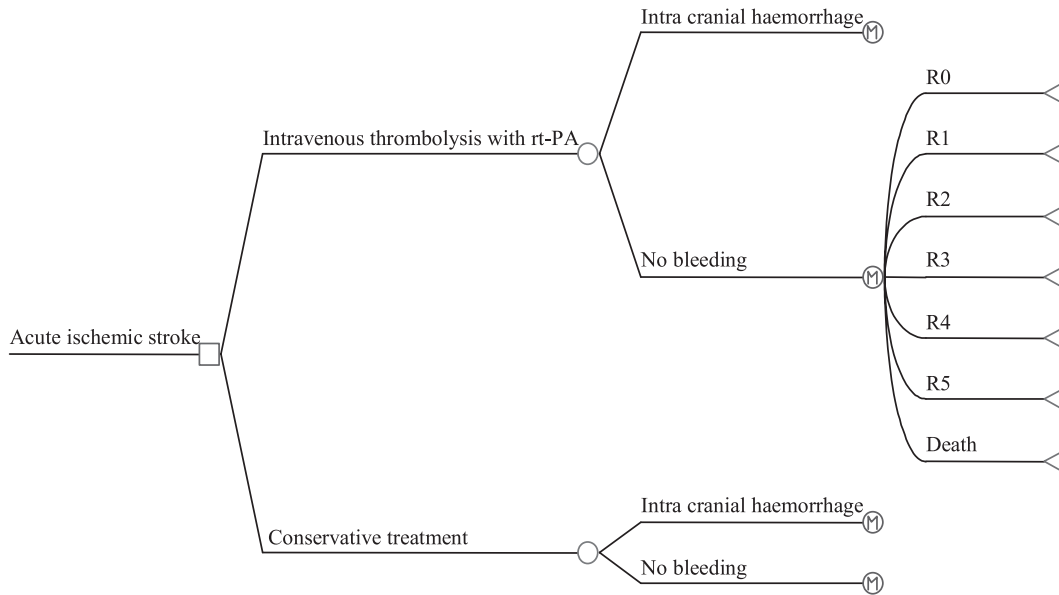 Intra cranial haemorrhage
M
R0
Intravenous thrombolysis with rt-PA
R1
R2
No bleeding
M
R3
R4
Acute ischemic stroke
R5
Death
Intra cranial haemorrhage
M
Conservative treatment
No bleeding
M